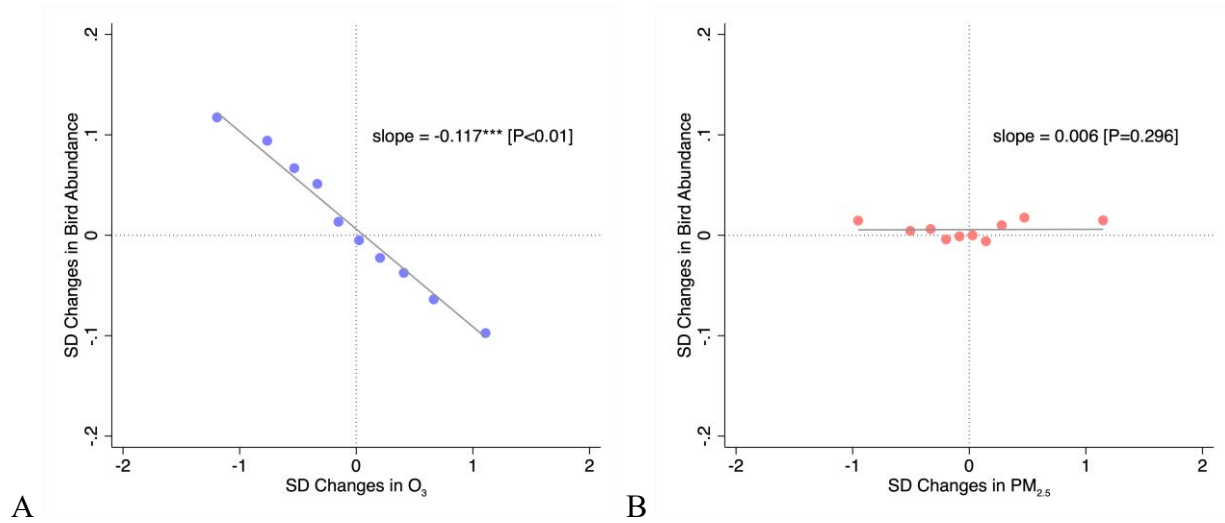 .2
.1
0
-.1
-.2
SD Changes in Bird Abundance
slope = -0.117*** [P<0.01]
-2 -1 0 1 2
SD Changes in O₃
A
.2
.1
0
-.1
-.2
SD Changes in Bird Abundance
slope = 0.006 [P=0.296]
-2 -1 0 1 2
SD Changes in PM₂.₅
B